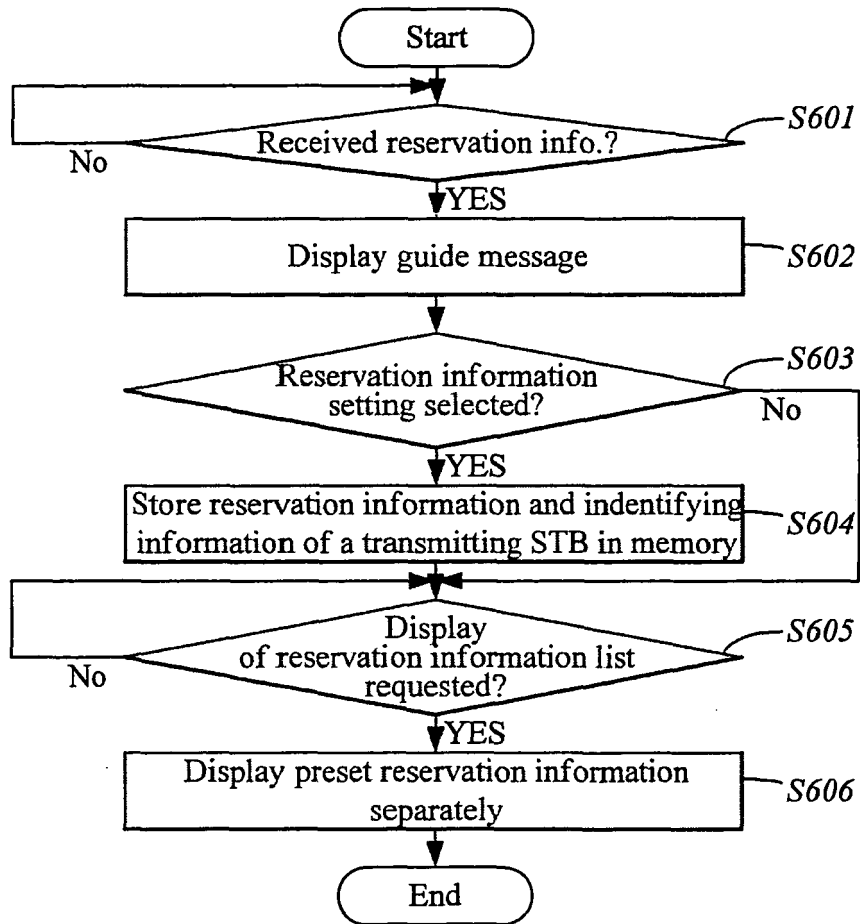 Start
Received reservation info.?
S601
No
YES
Display guide message
S602
Reservation information
setting selected?
S603
No
YES
Store reservation information and indentifying
information of a transmitting STB in memory
S604
Display
of reservation information list
requested?
S605
No
YES
Display preset reservation information
separately
S606
End